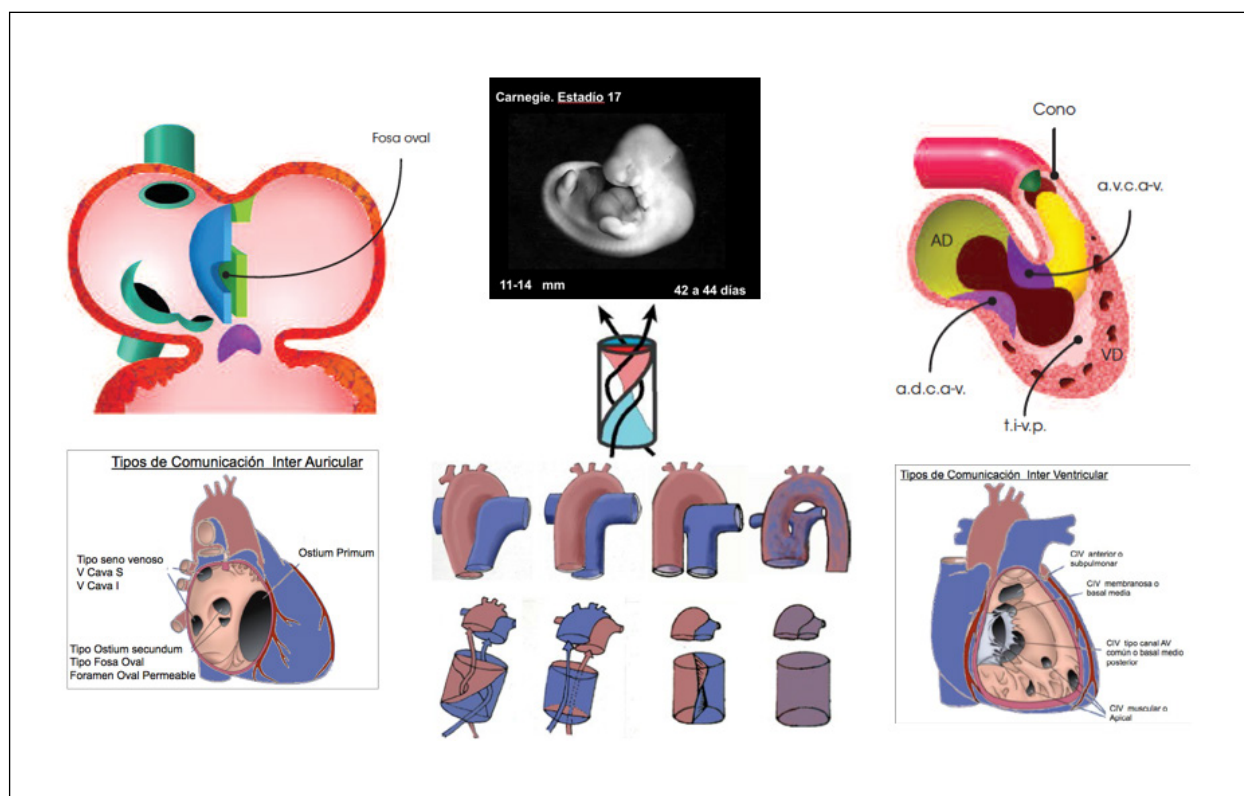 Fosa oval
Carnegie. Estadío 17
11-14 mm
42 a 44 días
Cono
a.v.c.a-v.
AD
VD
a.d.c.a-v.
t.i-v.p.
Tipos de Comunicación Inter Auricular
Ostium Primum
Tipo seno venoso
V Cava S
V Cava I
Tipo Ostium secundum
Tipo Fosa Oval
Foramen Oval Permeable
Tipos de Comunicación Inter Ventricular
CIV anterior o
subpulmonar
CIV membranosa o
basal media
CIV tipo canal AV
común o basal medio
posterior
CIV muscular o
Apical